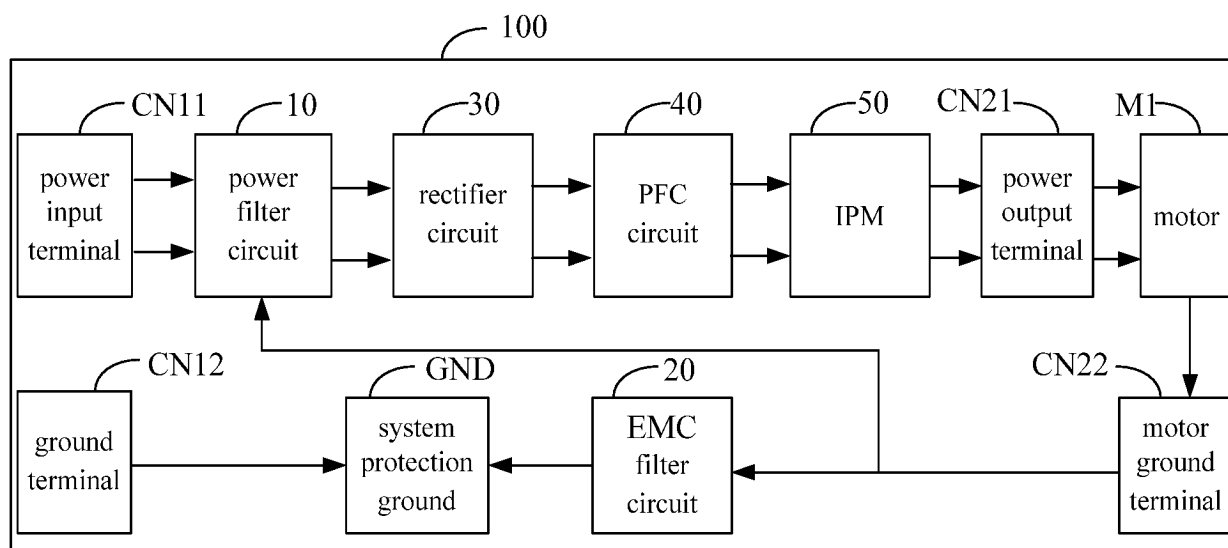 100
CN11
10
30
40
50
CN21
M1
power
input
terminal
power
filter
circuit
rectifier
circuit
PFC
circuit
IPM
power
output
terminal
motor
CN12
GND
20
CN22
ground
terminal
system
protection
ground
EMC
filter
circuit
motor
ground
terminal